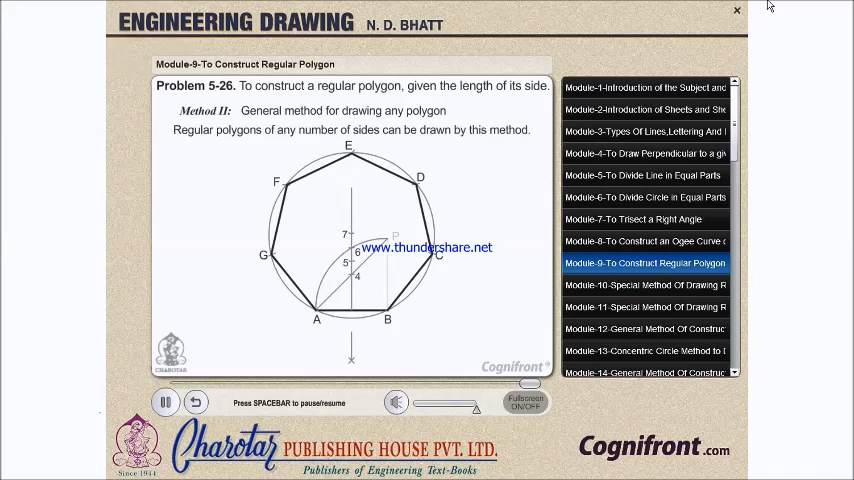 ENGINEERING DRAWING N. D. BHATT
Module-9-To Construct Regular Polygon
Problem 5-26. To construct a regular polygon, given the length of its side.
Method II: General method for drawing any polygon
Regular polygons of any number of sides can be drawn by this method.
E
F
D
7
P
6
www.thundershare.net
G
C
5
4
A
B
×
CHAROTAR
Cognifront
Module-1-Introduction of the Subject and
Module-2-Introduction of Sheets and She
Module-3-Types Of Lines,Lettering And
Module-4-To Draw Perpendicular to a giv
Module-5-To Divide Line in Equal Parts
Module-6-To Divide Circle in Equal Parts
Module-7-To Trisect a Right Angle
Module-8-To Construct an Ogee Curve
Module-9-To Construct Regular Polygon
Module-10-Special Method Of Drawing R
Module-11-Special Method Of Drawing R
Module-12-General Method Of Construc
Module-13-Concentric Circle Method to
Module-14-General Method Of Construc
Press SPACEBAR to pause/resume
Fullscreen
ON/OFF
Since 1944
Charotar PUBLISHING HOUSE PVT. LTD.
Publishers of Engineering Text-Books
Cognifront.com